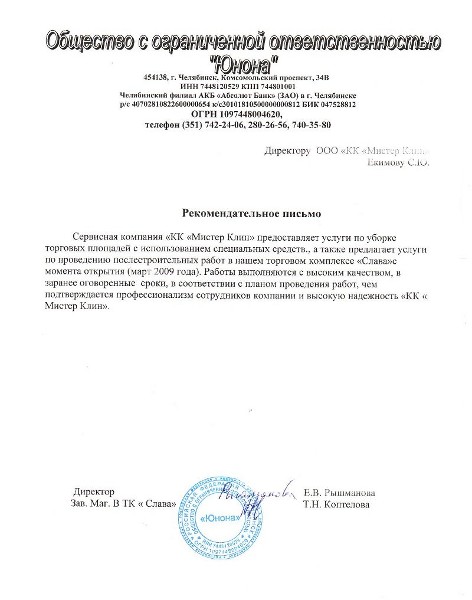 Общество с ограниченной ответственностью
"Юнона"
454138, г. Челябинск, Комсомольский проспект, 34В
ИНН 7448120529 КПП 744801001
Челябинский филиал АКБ «Абсолют Банк» (ЗАО) в г. Челябинске
р/с 40702810822600000654 к/с30101810500000000812 БИК 047528812
ОГРН 1097448004620,
телефон (351) 742-24-06, 280-26-56, 740-35-80
Директору ООО «КК «Мистер Клин»
Екимову С.Ю.
Рекомендательное письмо
Сервисная компания «КК «Мистер Клин» предоставляет услуги по уборке
торговых площадей с использованием специальных средств., а также предлагает услуги
по проведению послестроительных работ в нашем торговом комплексе «Слава»с
момента открытия (март 2009 года). Работы выполняются с высоким качеством, в
заранее оговоренные сроки, в соответствии с планом проведения работ, чем
подтверждается профессионализм сотрудников компании и высокую надежность «КК «
Мистер Клин».
Директор Е.В. Рышманова
Зав. Маг. В ТК « Слава» Т.Н. Коптелова
«Юнона»